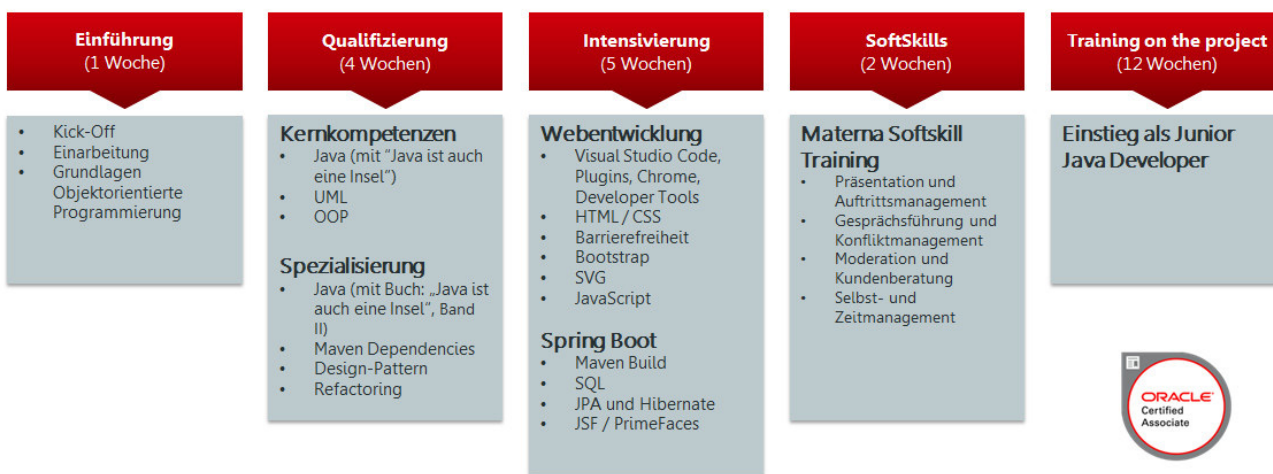 Einführung
(1 Woche)
Qualifizierung
(4 Wochen)
Intensivierung
(5 Wochen)
SoftSkills
(2 Wochen)
Training on the project
(12 Wochen)
• Kick-Off
• Einarbeitung
• Grundlagen
Objektorientierte
Programmierung
Kernkompetenzen
• Java (mit "Java ist auch
eine Insel")
• UML
• OOP
Spezialisierung
• Java (mit Buch: „Java ist
auch eine Insel", Band
II)
• Maven Dependencies
• Design-Pattern
• Refactoring
Webentwicklung
• Visual Studio Code,
Plugins, Chrome,
Developer Tools
• HTML / CSS
• Barrierefreiheit
• Bootstrap
• SVG
• JavaScript
Spring Boot
• Maven Build
• SQL
• JPA und Hibernate
• JSF / PrimeFaces
Materna Softskill
Training
• Präsentation und
Auftrittsmanagement
• Gesprächsführung und
Konfliktmanagement
• Moderation und
Kundenberatung
• Selbst- und
Zeitmanagement
Einstieg als Junior
Java Developer
ORACLE
Certified
Associate